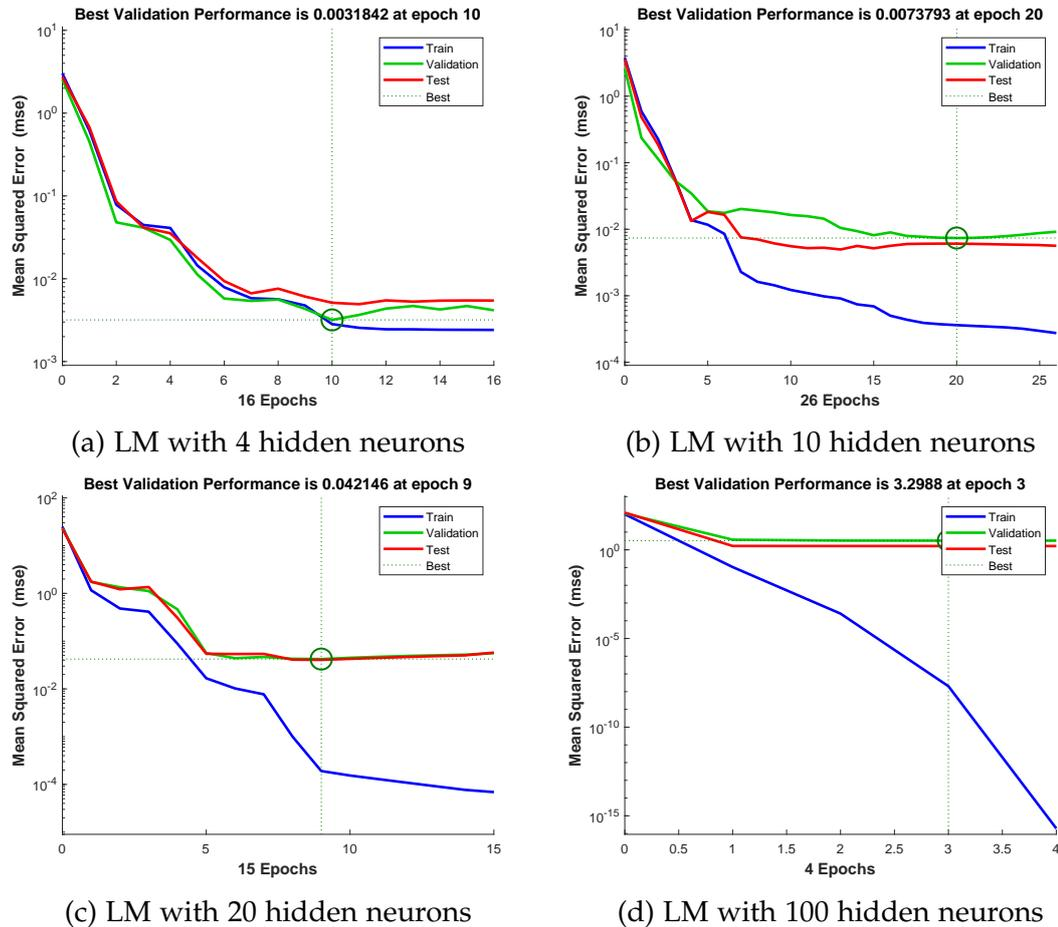 Best Validation Performance is 0.0031842 at epoch 10
10^1
10^0
10^-1
10^-2
10^-3
Mean Squared Error (mse)
Train
Validation
Test
Best
0 2 4 6 8 10 12 14 16
16 Epochs
(a) LM with 4 hidden neurons
Best Validation Performance is 0.0073793 at epoch 20
10^1
10^0
10^-1
10^-2
10^-3
10^-4
Mean Squared Error (mse)
Train
Validation
Test
Best
0 5 10 15 20 25
26 Epochs
(b) LM with 10 hidden neurons
Best Validation Performance is 0.042146 at epoch 9
10^2
10^0
10^-2
10^-4
Mean Squared Error (mse)
Train
Validation
Test
Best
0 5 10 15
15 Epochs
(c) LM with 20 hidden neurons
Best Validation Performance is 3.2988 at epoch 3
10^0
10^-5
10^-10
10^-15
Mean Squared Error (mse)
Train
Validation
Test
Best
0 0.5 1 1.5 2 2.5 3 3.5 4
4 Epochs
(d) LM with 100 hidden neurons